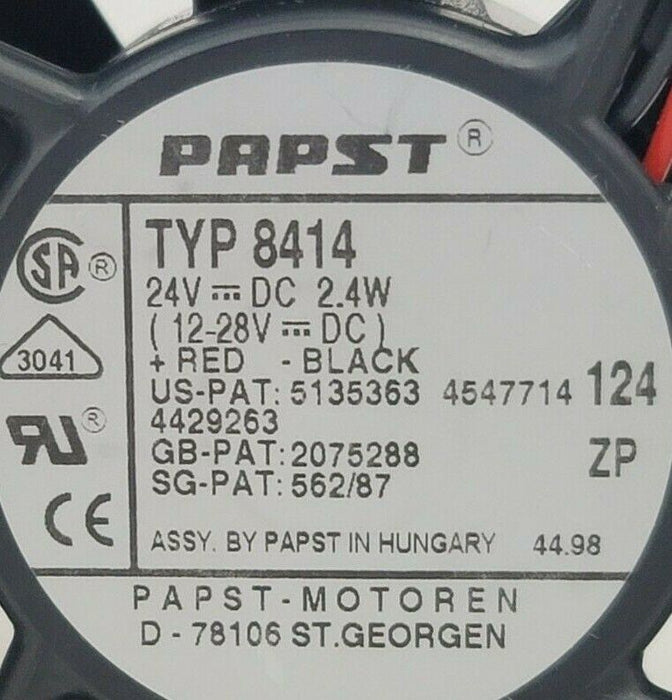 PAPST ®
TYP 8414
24V ⎓ DC 2.4W
( 12-28V ⎓ DC )
+ RED - BLACK
US-PAT: 5135363 4547714
4429263
GB-PAT: 2075288
SG-PAT: 562/87
124
ZP
ASSY. BY PAPST IN HUNGARY 44.98
SA ®
3041
RU ®
CE
PAPST-MOTOREN
D - 78106 ST.GEORGEN